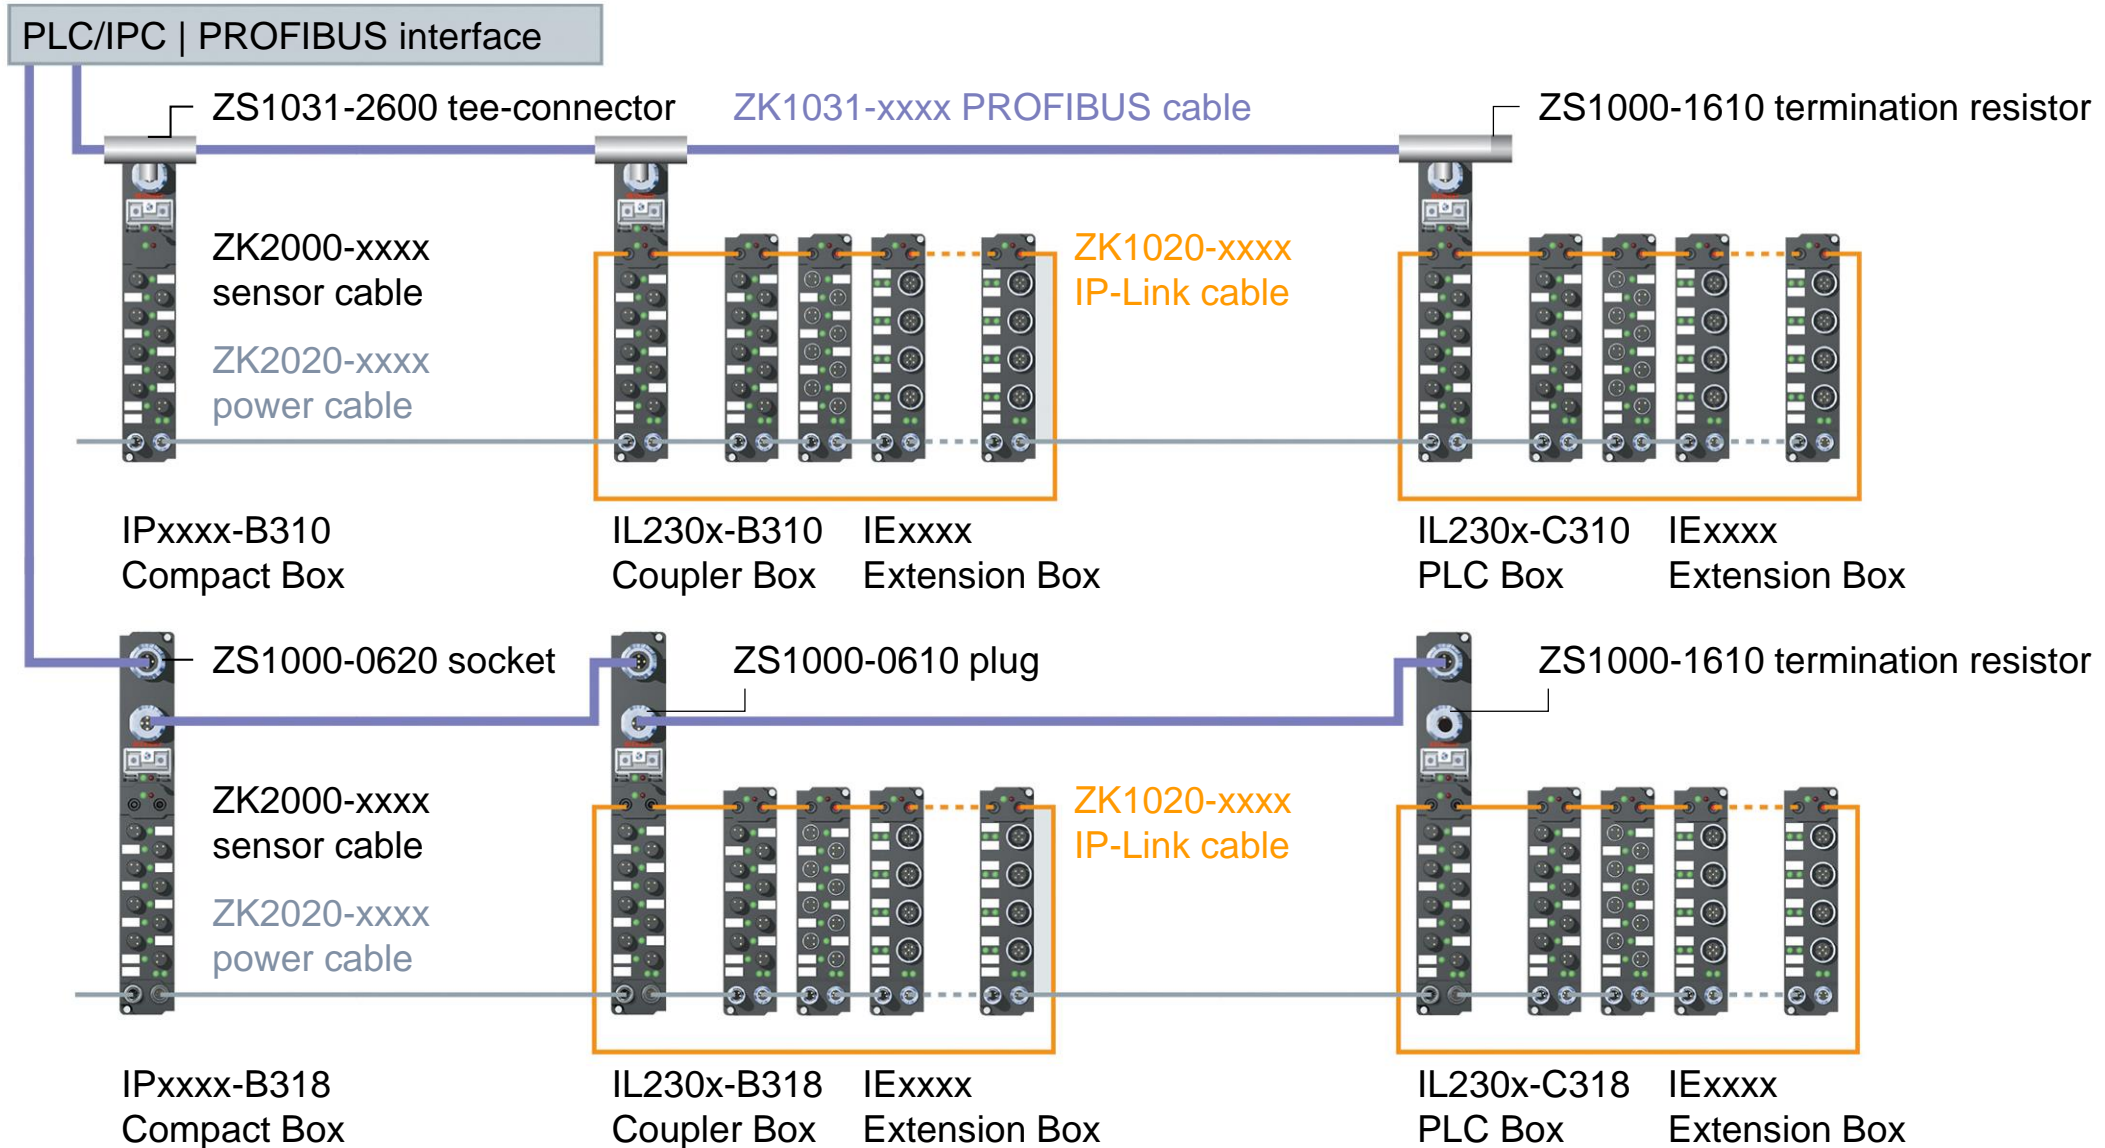 PLC/IPC | PROFIBUS interface
ZS1031-2600 tee-connector
ZK1031-xxxx PROFIBUS cable
ZS1000-1610 termination resistor
ZK2000-xxxx
sensor cable
ZK1020-xxxx
IP-Link cable
ZK2020-xxxx
power cable
IPxxxx-B310
Compact Box
IL230x-B310
Coupler Box
IExxxx
Extension Box
IL230x-C310
PLC Box
IExxxx
Extension Box
ZS1000-0620 socket
ZS1000-0610 plug
ZS1000-1610 termination resistor
ZK2000-xxxx
sensor cable
ZK1020-xxxx
IP-Link cable
ZK2020-xxxx
power cable
IPxxxx-B318
Compact Box
IL230x-B318
Coupler Box
IExxxx
Extension Box
IL230x-C318
PLC Box
IExxxx
Extension Box